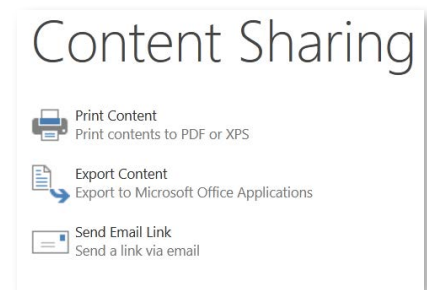 Content Sharing
Print Content
Print contents to PDF or XPS
Export Content
Export to Microsoft Office Applications
Send Email Link
Send a link via email